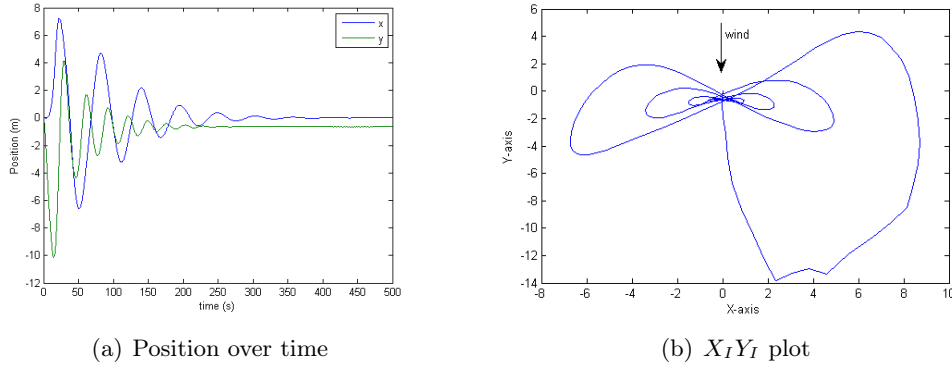 8
6
4
2
0
-2
-4
-6
-8
-10
-12
Position (m)
0 50 100 150 200 250 300 350 400 450 500
time (s)
x
y
(a) Position over time
6
4
2
0
-2
-4
-6
-8
-10
-12
-14
Y-axis
wind
-8 -6 -4 -2 0 2 4 6 8 10
X-axis
(b) X_I Y_I plot